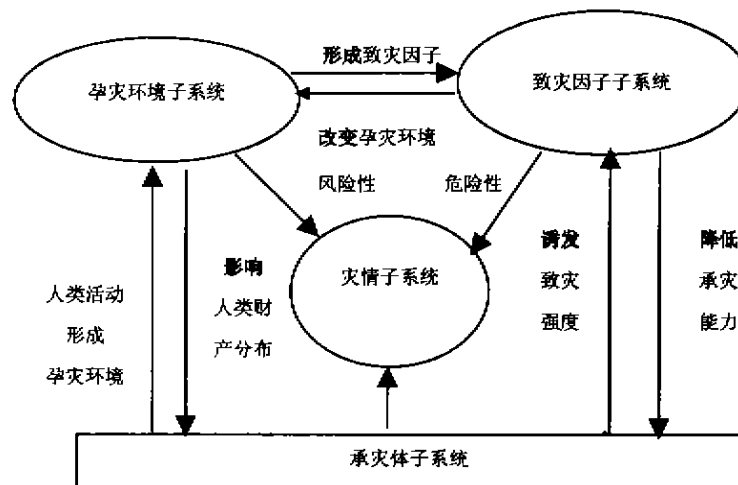 形成致灾因子
孕灾环境子系统
致灾因子子系统
改变孕灾环境
风险性
危险性
影响
人类财
产分布
人类活动
形成
孕灾环境
灾情子系统
诱发
致灾
强度
降低
承灾
能力
承灾体子系统